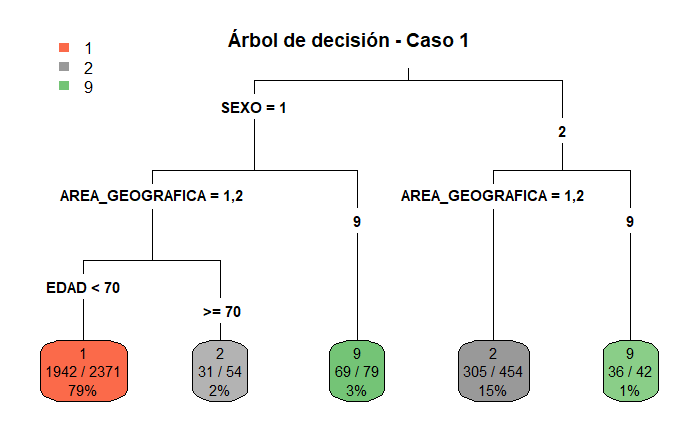 Árbol de decisión - Caso 1
1
2
9
SEXO = 1
2
AREA_GEOGRAFICA = 1,2
9
AREA_GEOGRAFICA = 1,2
9
EDAD < 70
>= 70
1
1942 / 2371
79%
2
31 / 54
2%
9
69 / 79
3%
2
305 / 454
15%
9
36 / 42
1%